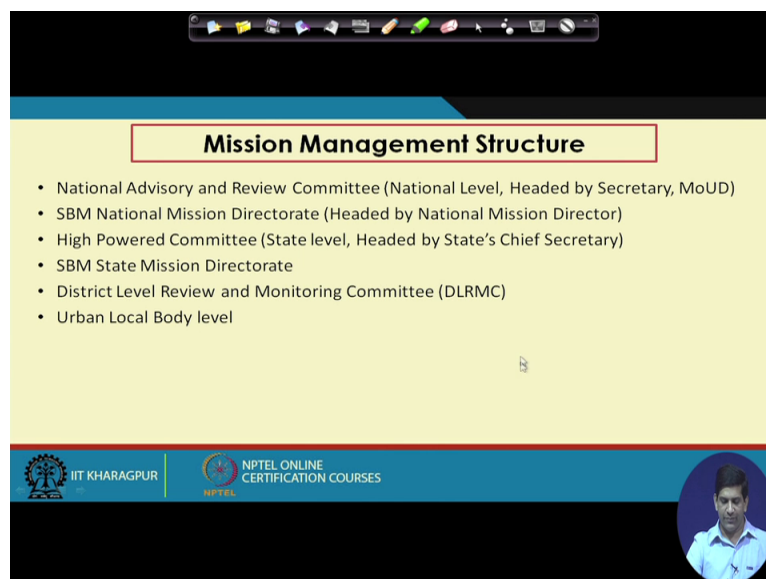 Mission Management Structure
• National Advisory and Review Committee (National Level, Headed by Secretary, MoUD)
• SBM National Mission Directorate (Headed by National Mission Director)
• High Powered Committee (State level, Headed by State's Chief Secretary)
• SBM State Mission Directorate
• District Level Review and Monitoring Committee (DLRMC)
• Urban Local Body level
IIT KHARAGPUR
NPTEL
NPTEL ONLINE
CERTIFICATION COURSES